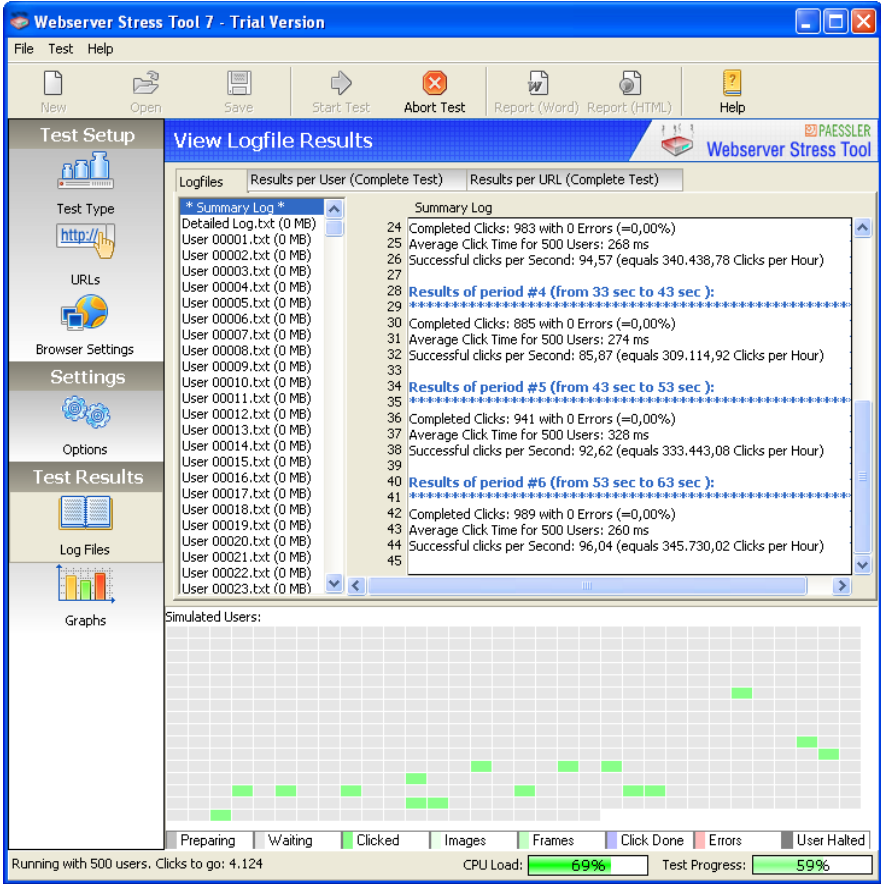 Webserver Stress Tool 7 - Trial Version
File Test Help
New Open Save Start Test Abort Test Report (Word) Report (HTML) Help
Test Setup
Test Type
http://
URLs
Browser Settings
Settings
Options
Test Results
Log Files
Graphs
View Logfile Results
PAESSLER
Webserver Stress Tool
Logfiles Results per User (Complete Test) Results per URL (Complete Test)
* Summary Log *
Detailed Log.txt (0 MB)
User 00001.txt (0 MB)
User 00002.txt (0 MB)
User 00003.txt (0 MB)
User 00004.txt (0 MB)
User 00005.txt (0 MB)
User 00006.txt (0 MB)
User 00007.txt (0 MB)
User 00008.txt (0 MB)
User 00009.txt (0 MB)
User 00010.txt (0 MB)
User 00011.txt (0 MB)
User 00012.txt (0 MB)
User 00013.txt (0 MB)
User 00014.txt (0 MB)
User 00015.txt (0 MB)
User 00016.txt (0 MB)
User 00017.txt (0 MB)
User 00018.txt (0 MB)
User 00019.txt (0 MB)
User 00020.txt (0 MB)
User 00021.txt (0 MB)
User 00022.txt (0 MB)
User 00023.txt (0 MB)
Summary Log
24 Completed Clicks: 983 with 0 Errors (=0,00%)
25 Average Click Time for 500 Users: 268 ms
26 Successful clicks per Second: 94,57 (equals 340.438,78 Clicks per Hour)
27
28 Results of period #4 (from 33 sec to 43 sec ):
29 **************************************************
30 Completed Clicks: 885 with 0 Errors (=0,00%)
31 Average Click Time for 500 Users: 274 ms
32 Successful clicks per Second: 85,87 (equals 309.114,92 Clicks per Hour)
33
34 Results of period #5 (from 43 sec to 53 sec ):
35 **************************************************
36 Completed Clicks: 941 with 0 Errors (=0,00%)
37 Average Click Time for 500 Users: 328 ms
38 Successful clicks per Second: 92,62 (equals 333.443,08 Clicks per Hour)
39
40 Results of period #6 (from 53 sec to 63 sec ):
41 **************************************************
42 Completed Clicks: 989 with 0 Errors (=0,00%)
43 Average Click Time for 500 Users: 260 ms
44 Successful clicks per Second: 96,04 (equals 345.730,02 Clicks per Hour)
45
Simulated Users:
Preparing Waiting Clicked Images Frames Click Done Errors User Halted
Running with 500 users. Clicks to go: 4.124 CPU Load: 69% Test Progress: 59%